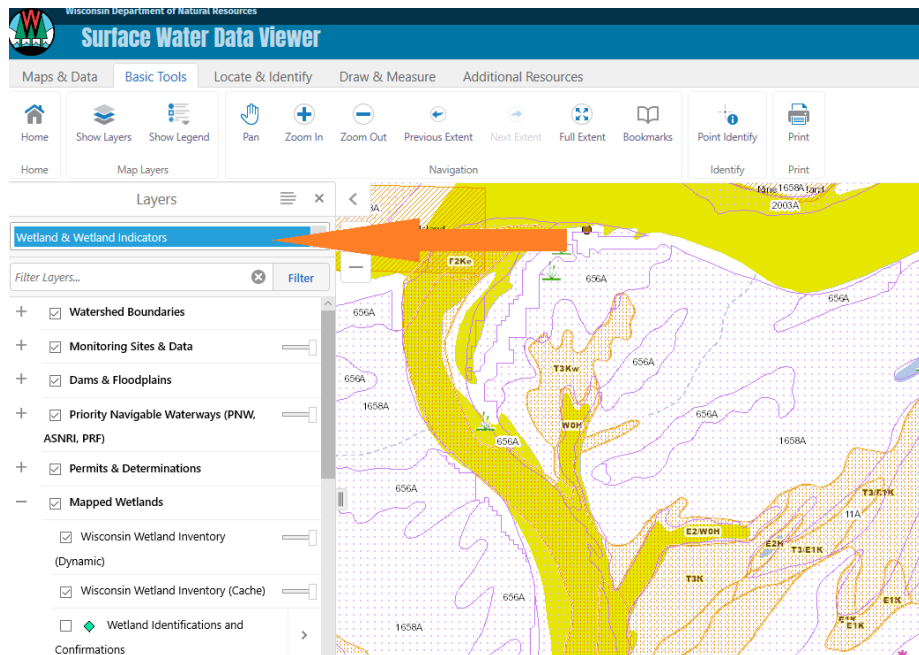 Wisconsin Department of Natural Resources
Surface Water Data Viewer
Maps & Data Basic Tools Locate & Identify Draw & Measure Additional Resources
Home Show Layers Show Legend Pan Zoom In Zoom Out Previous Extent Next Extent Full Extent Bookmarks Point Identify Print
Home Map Layers Navigation Identify Print
Layers
Wetland & Wetland Indicators
Filter Layers... Filter
Watershed Boundaries
Monitoring Sites & Data
Dams & Floodplains
Priority Navigable Waterways (PNW,
ASNRI, PRF)
Permits & Determinations
Mapped Wetlands
Wisconsin Wetland Inventory
(Dynamic)
Wisconsin Wetland Inventory (Cache)
Wetland Identifications and
Confirmations
1658A
2003A
F2Ke
656A
656A
656A
T3Kw
656A
656A
1658A
656A
W0H
656A
1658A
656A
T3/E1K
11A
E2/W0H
E2K
T3/E1K
T3K
656A
E1K
E1K
E1K
1658A